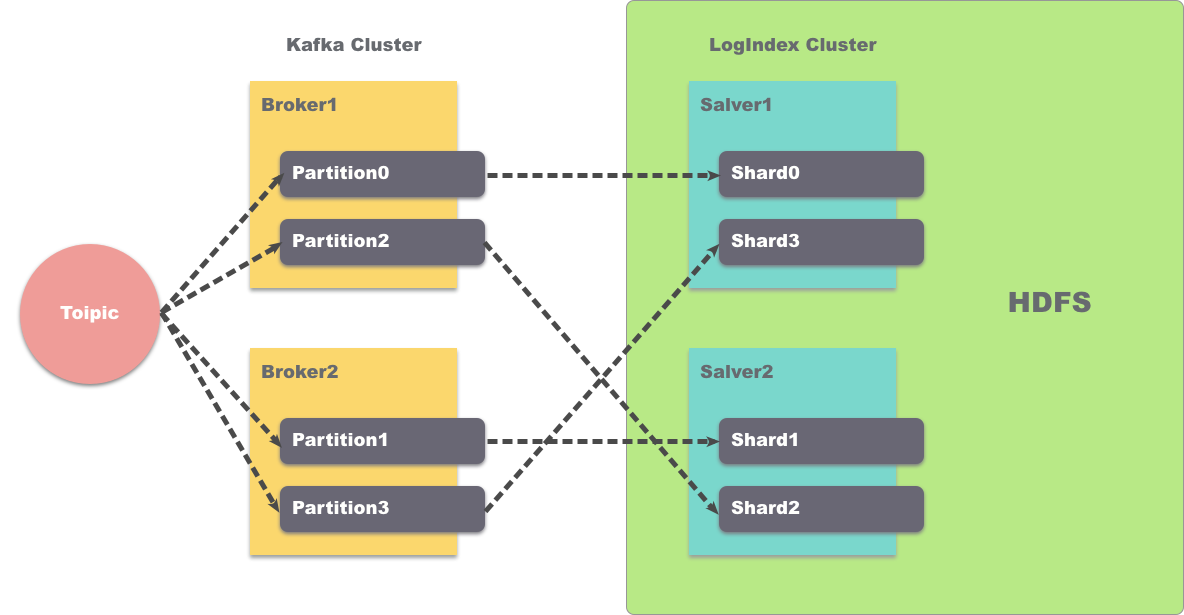 Kafka Cluster
LogIndex Cluster
Broker1
Partition0
Partition2
Salver1
Shard0
Shard3
Toipic
HDFS
Broker2
Partition1
Partition3
Salver2
Shard1
Shard2